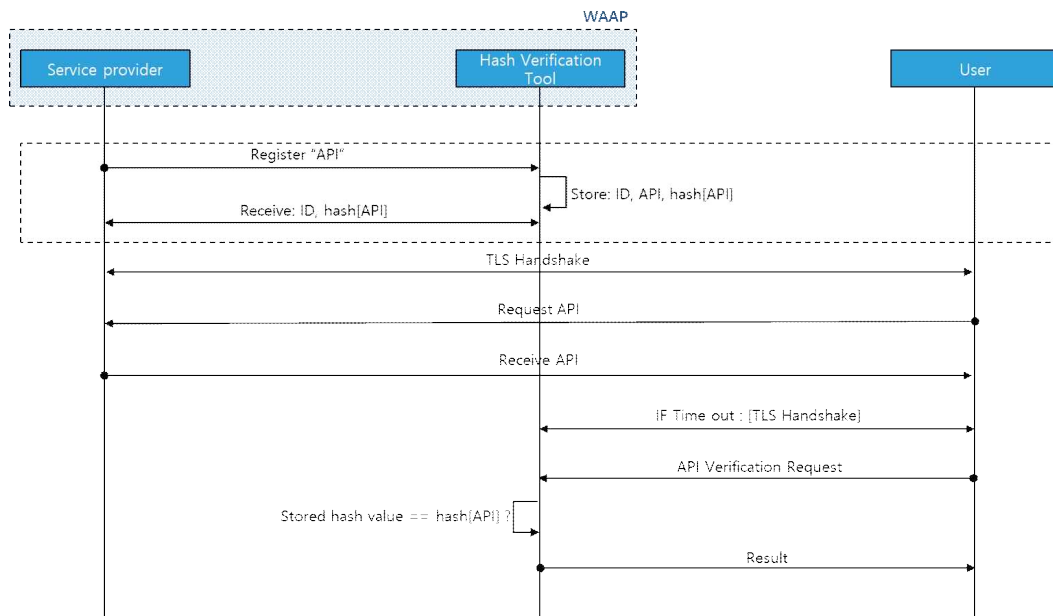 WAAP
Service provider
Hash Verification
Tool
User
Register “API”
Store: ID, API, hash[API]
Receive: ID, hash[API]
TLS Handshake
Request API
Receive API
IF Time out : [TLS Handshake]
API Verification Request
Stored hash value == hash[API] ?
Result